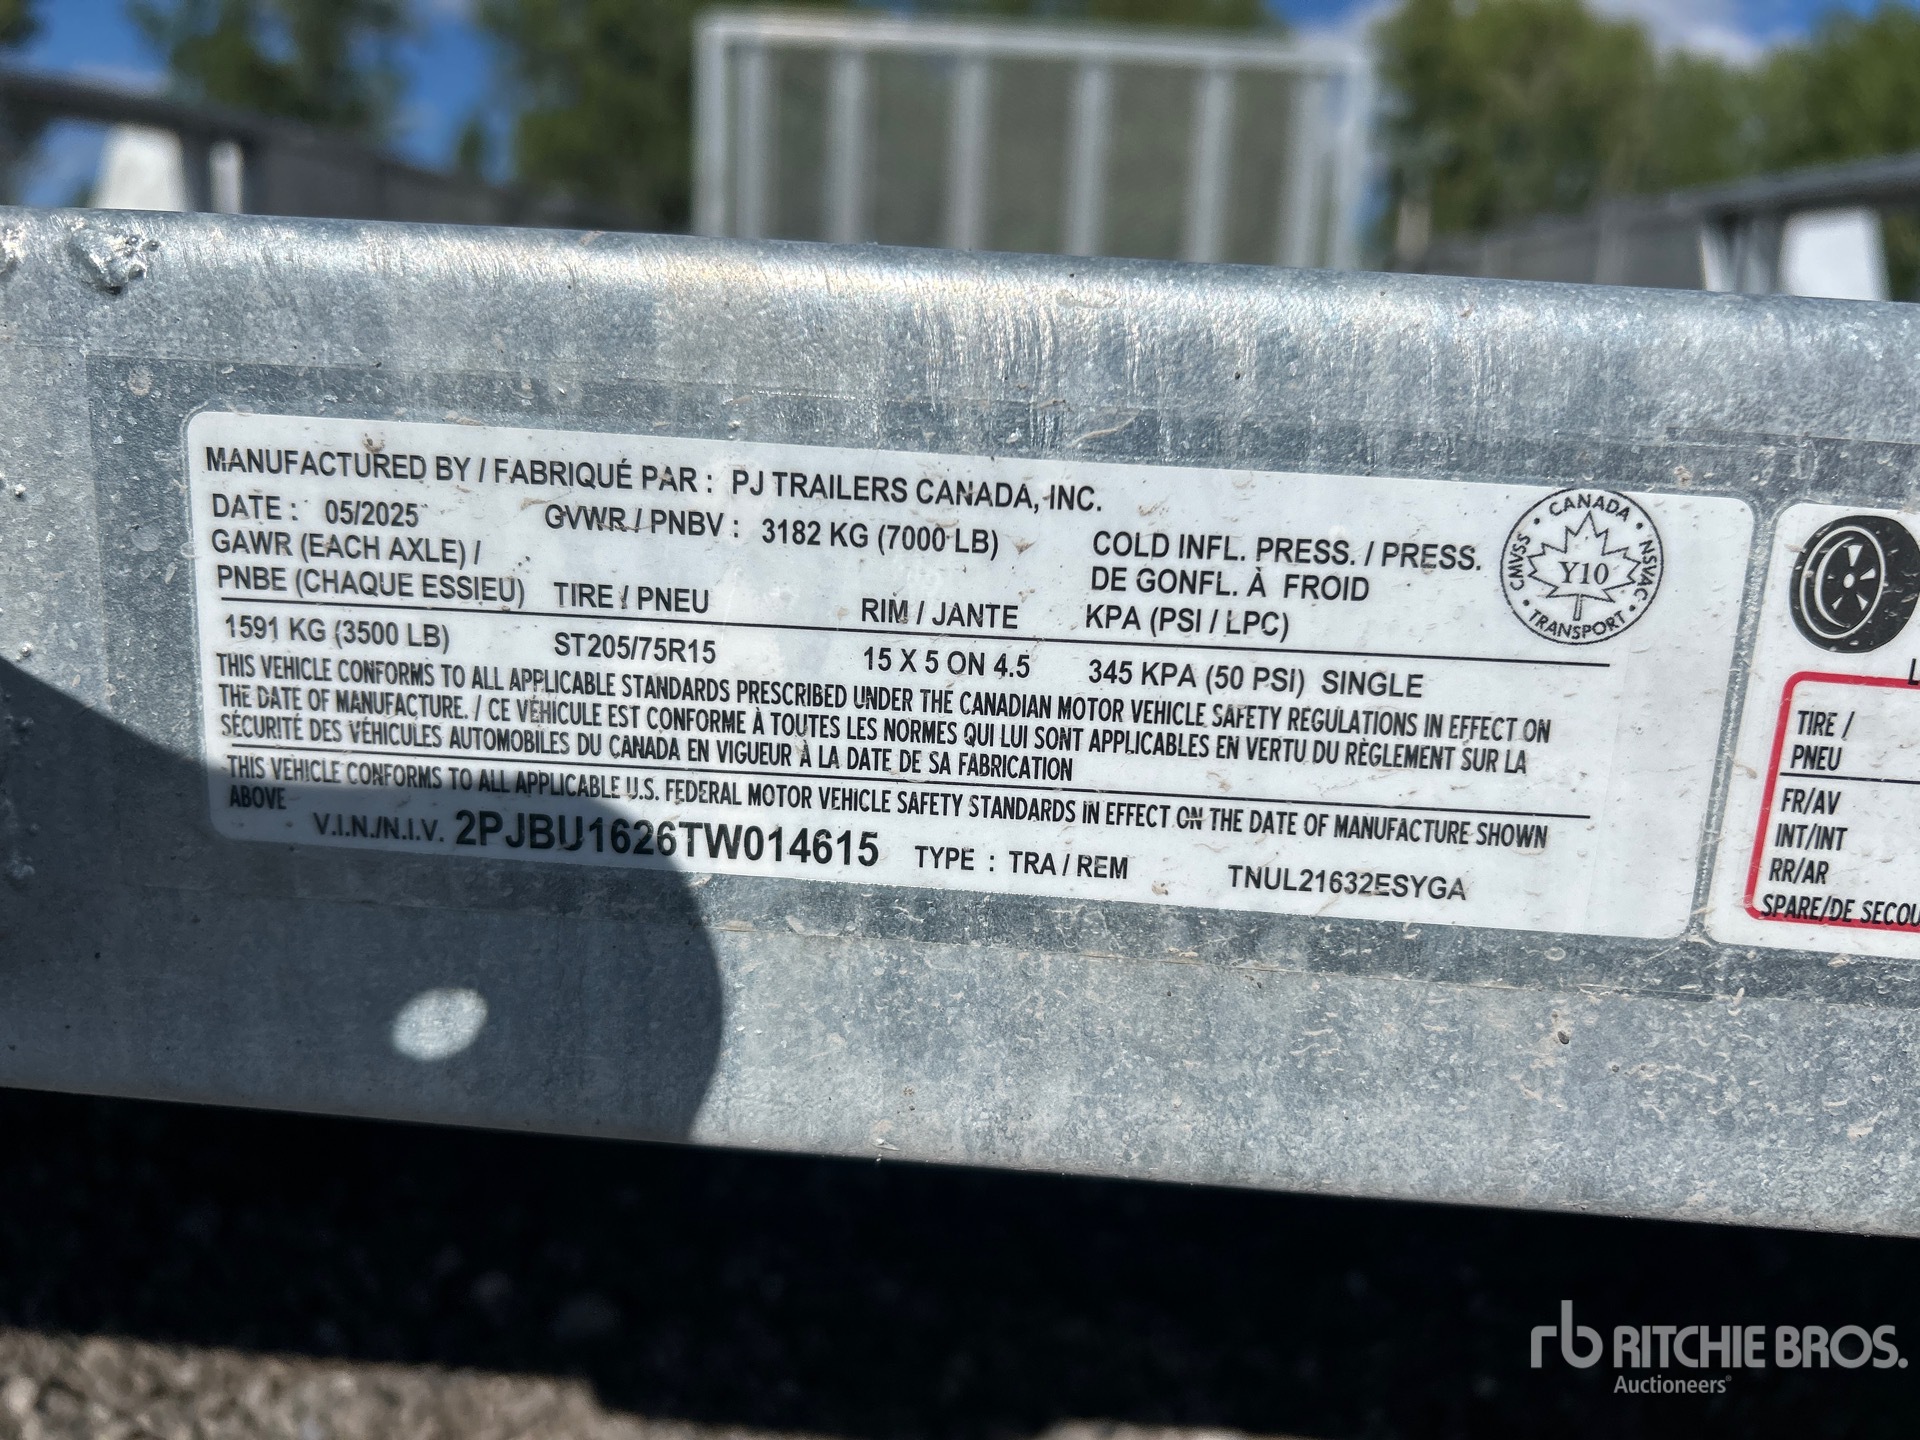 MANUFACTURED BY / FABRIQUÉ PAR : PJ TRAILERS CANADA, INC.
DATE : 05/2025 GVWR / PNBV : 3182 KG (7000 LB)
GAWR (EACH AXLE) /
PNBE (CHAQUE ESSIEU) TIRE / PNEU RIM / JANTE COLD INFL. PRESS. / PRESS.
DE GONFL. À FROID
KPA (PSI / LPC)
1591 KG (3500 LB) ST205/75R15 15 X 5 ON 4.5 345 KPA (50 PSI) SINGLE
THIS VEHICLE CONFORMS TO ALL APPLICABLE STANDARDS PRESCRIBED UNDER THE CANADIAN MOTOR VEHICLE SAFETY REGULATIONS IN EFFECT ON
THE DATE OF MANUFACTURE. / CE VÉHICULE EST CONFORME À TOUTES LES NORMES QUI LUI SONT APPLICABLES EN VERTU DU RÈGLEMENT SUR LA
SÉCURITÉ DES VÉHICULES AUTOMOBILES DU CANADA EN VIGUEUR À LA DATE DE SA FABRICATION
THIS VEHICLE CONFORMS TO ALL APPLICABLE U.S. FEDERAL MOTOR VEHICLE SAFETY STANDARDS IN EFFECT ON THE DATE OF MANUFACTURE SHOWN
ABOVE
V.I.N./N.I.V. 2PJBU1626TW014615 TYPE : TRA / REM TNUL21632ESYGA
CANADA • NSVAC • TRANSPORT • CMVSS •
Y10
TIRE /
PNEU
FR/AV
INT/INT
RR/AR
SPARE/DE SECOU
rb RITCHIE BROS.
Auctioneers